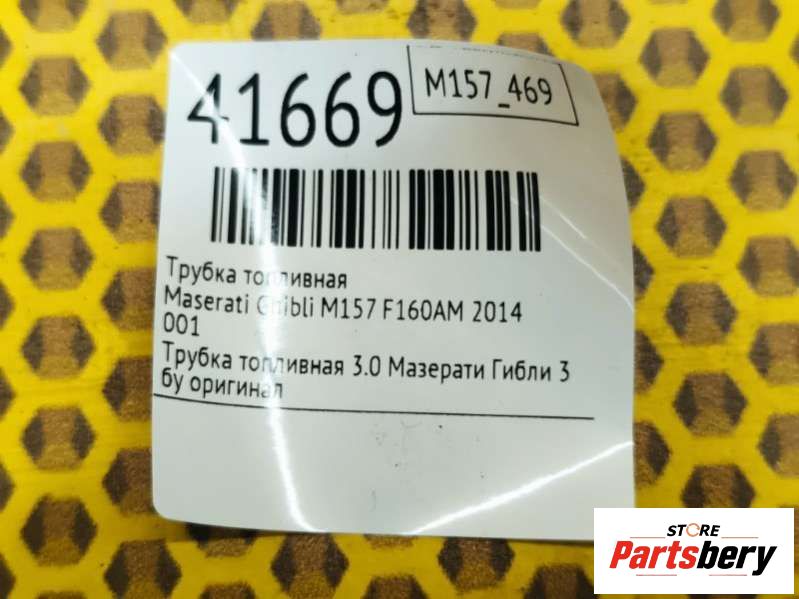 41669
M157_469
Трубка топливная
Maserati Ghibli M157 F160AM 2014
001
Трубка топливная 3.0 Мазерати Гибли 3
бу оригинал
STORE
Partsbery